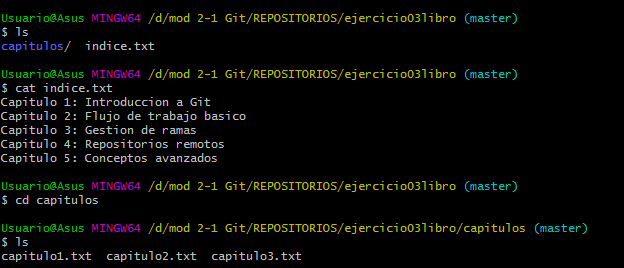 Usuario@Asus MINGW64 /d/mod 2-1 Git/REPOSITORIOS/ejercicio03libro (master)
$ ls
capitulos/  indice.txt
Usuario@Asus MINGW64 /d/mod 2-1 Git/REPOSITORIOS/ejercicio03libro (master)
$ cat indice.txt
Capitulo 1: Introduccion a Git
Capitulo 2: Flujo de trabajo basico
Capitulo 3: Gestion de ramas
Capitulo 4: Repositorios remotos
Capitulo 5: Conceptos avanzados
Usuario@Asus MINGW64 /d/mod 2-1 Git/REPOSITORIOS/ejercicio03libro (master)
$ cd capitulos
Usuario@Asus MINGW64 /d/mod 2-1 Git/REPOSITORIOS/ejercicio03libro/capitulos (master)
$ ls
capitulo1.txt  capitulo2.txt  capitulo3.txt